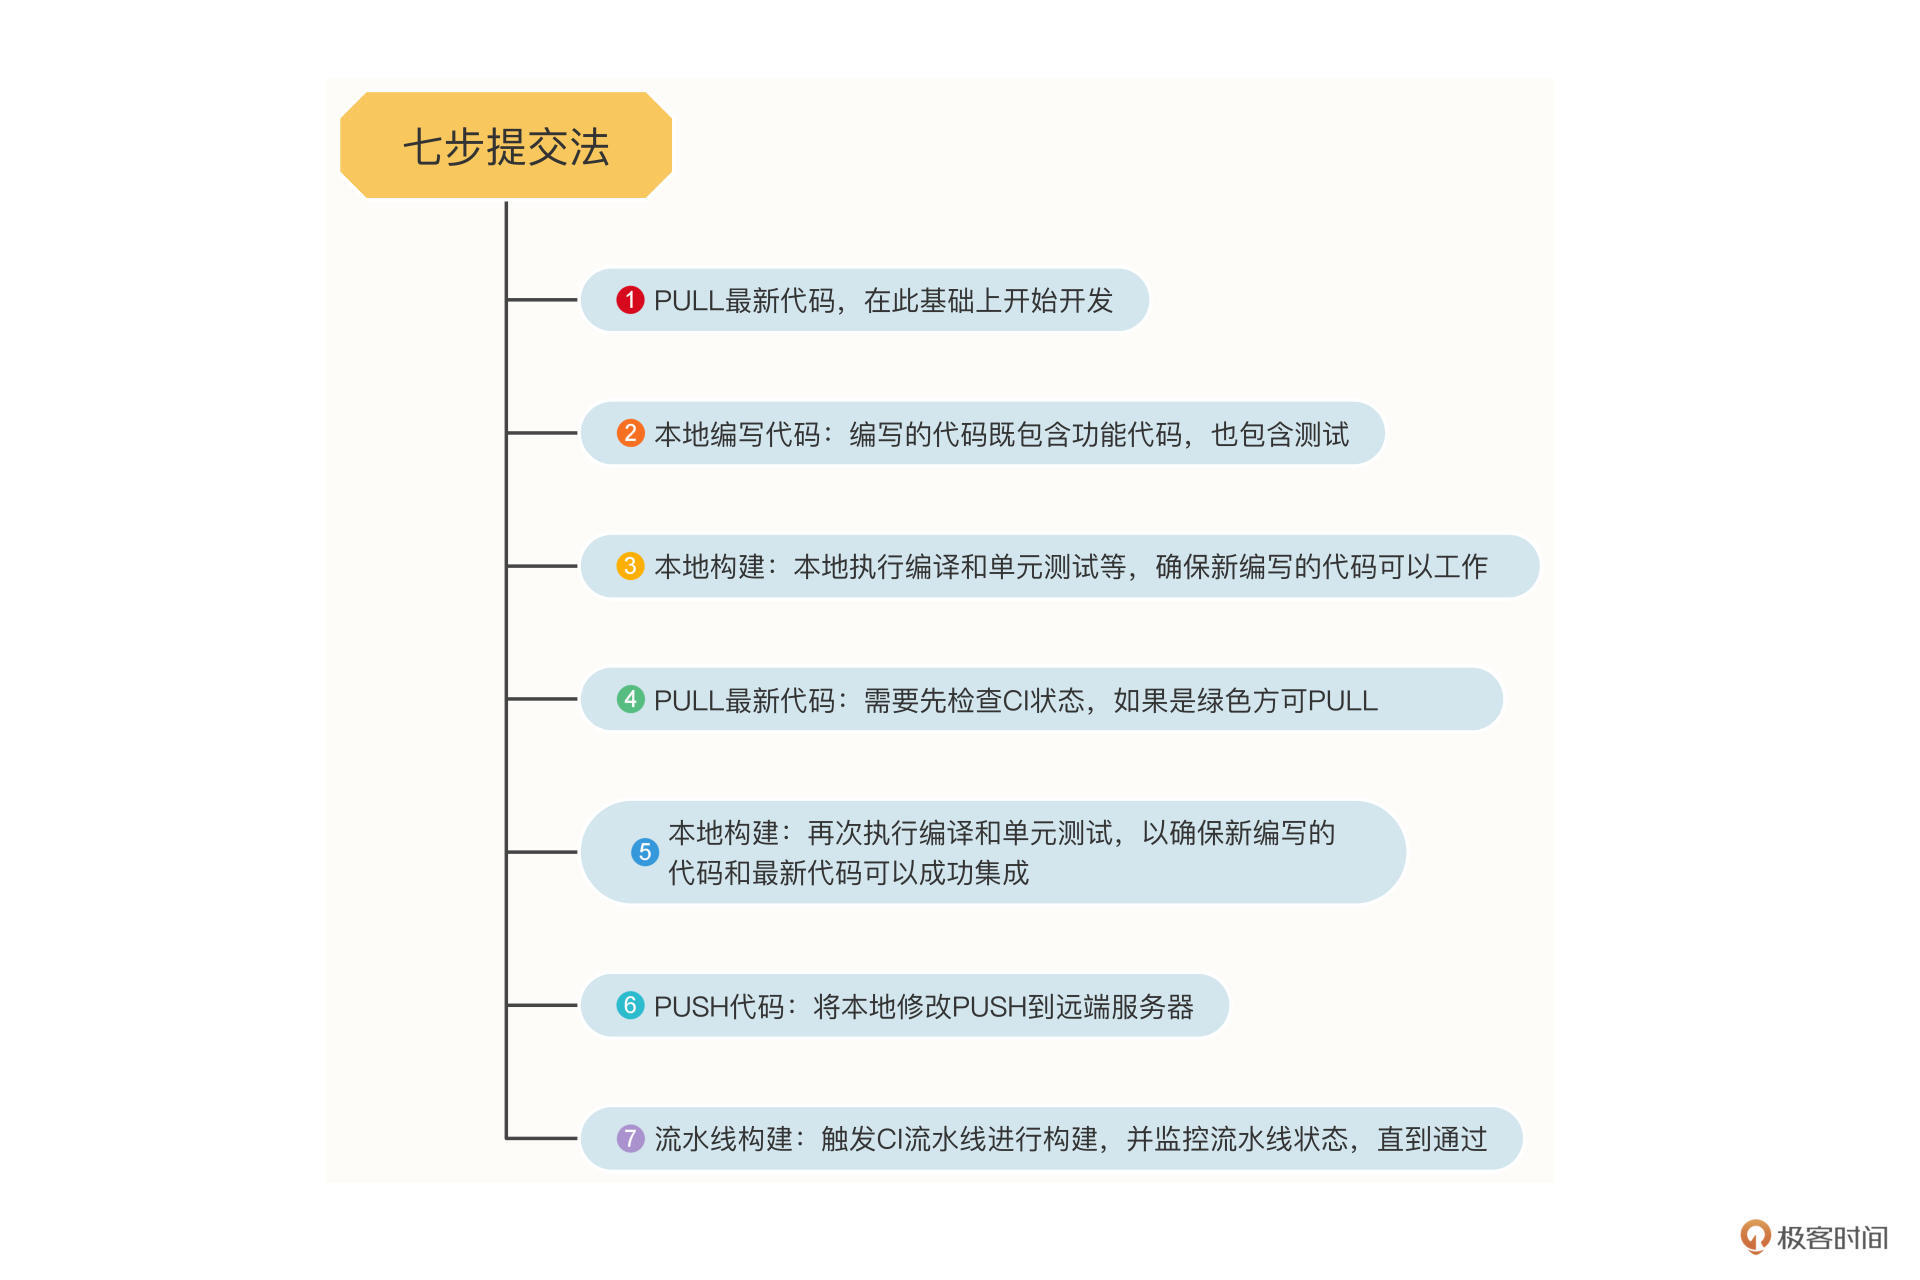 七步提交法
1 PULL最新代码，在此基础上开始开发
2 本地编写代码：编写的代码既包含功能代码，也包含测试
3 本地构建：本地执行编译和单元测试等，确保新编写的代码可以工作
4 PULL最新代码：需要先检查CI状态，如果是绿色方可PULL
5 本地构建：再次执行编译和单元测试，以确保新编写的
代码和最新代码可以成功集成
6 PUSH代码：将本地修改PUSH到远端服务器
7 流水线构建：触发CI流水线进行构建，并监控流水线状态，直到通过
极客时间